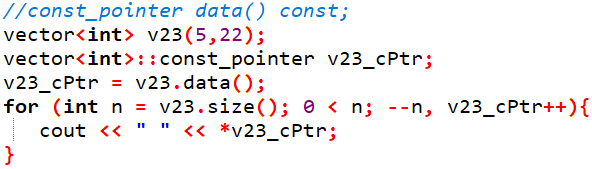 //const_pointer data() const;
vector<int> v23(5,22);
vector<int>::const_pointer v23_cPtr;
v23_cPtr = v23.data();
for (int n = v23.size(); 0 < n; --n, v23_cPtr++){
   cout << " " << *v23_cPtr;
}